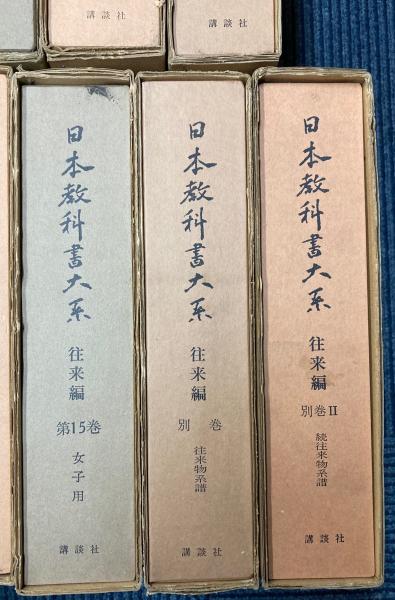 講談社
講談社
日本教科書大系
往来編
第15巻
女子用
講談社
日本教科書大系
往来編
別巻
往来物系譜
講談社
日本教科書大系
往来編
別巻II
続往来物系譜
講談社